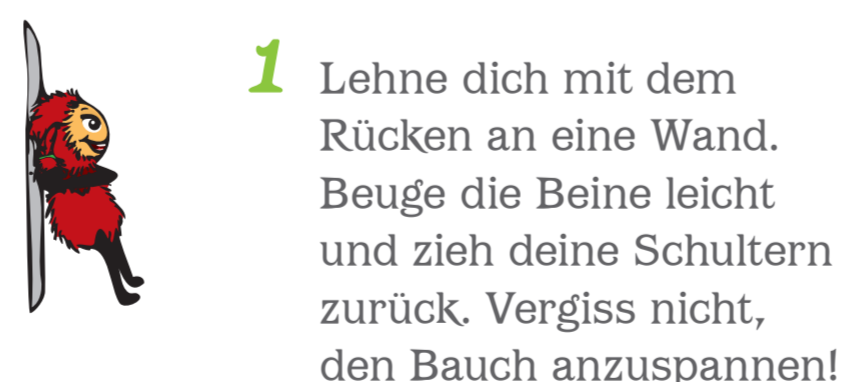 1 Lehne dich mit dem
Rücken an eine Wand.
Beuge die Beine leicht
und zieh deine Schultern
zurück. Vergiss nicht,
den Bauch anzuspannen!